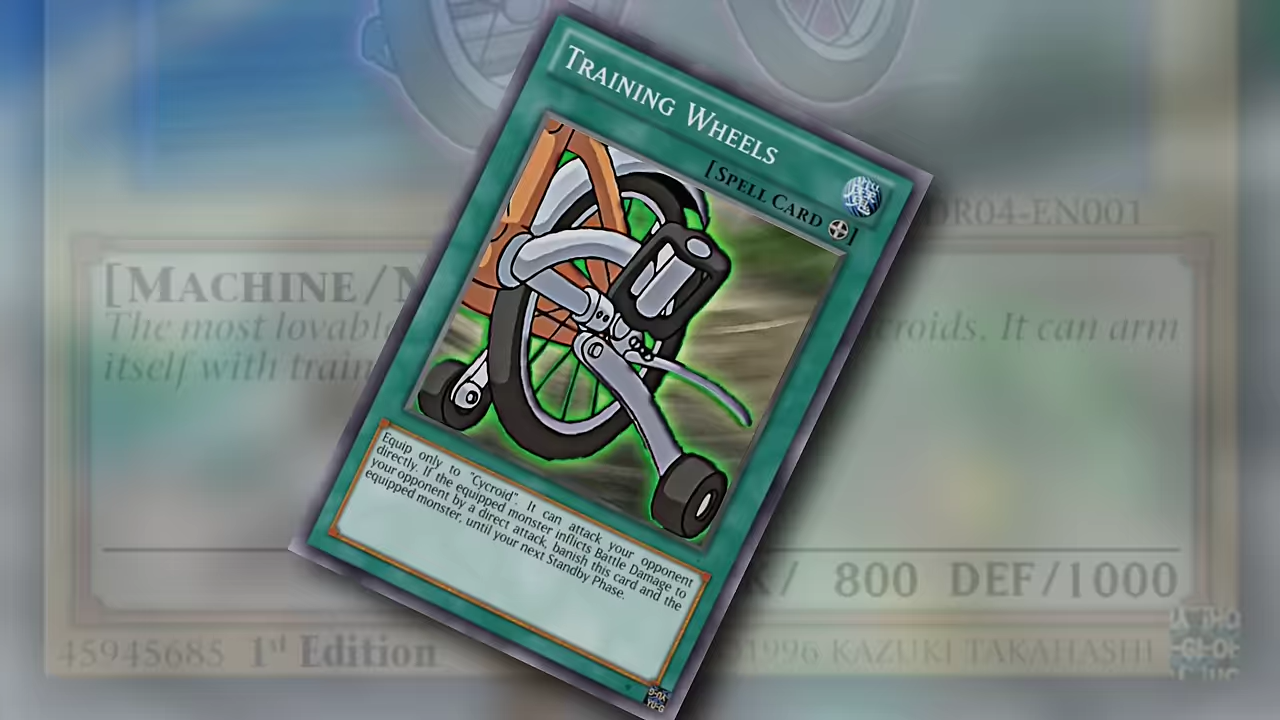 TRAINING WHEELS
[SPELL CARD
]
Equip only to "Cycroid". It can attack your opponent
directly. If the equipped monster inflicts Battle Damage to
your opponent by a direct attack, banish this card and the
equipped monster, until your next Standby Phase.
OR04-EN001
[MACHINE/
The most lovable
croids. It can arm
itself with train
/ 800 DEF/1000
45945685 1st Edition
1996 KAZUKI TAKAHASHI